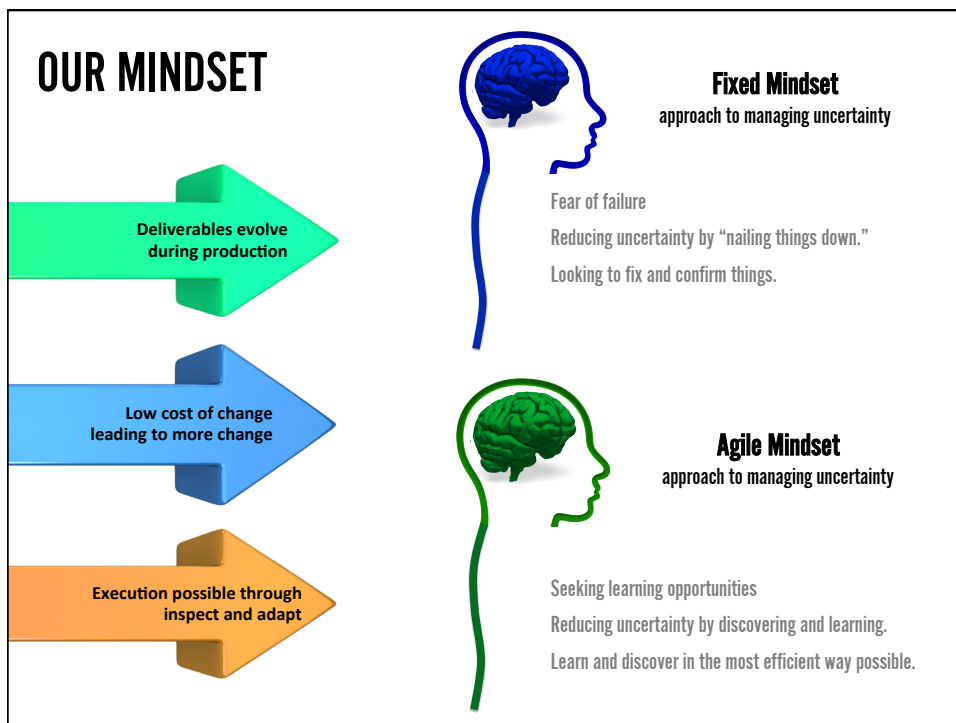 OUR MINDSET
Deliverables evolve
during production
Low cost of change
leading to more change
Execution possible through
inspect and adapt
Fixed Mindset
approach to managing uncertainty
Fear of failure
Reducing uncertainty by “nailing things down.”
Looking to fix and confirm things.
Agile Mindset
approach to managing uncertainty
Seeking learning opportunities
Reducing uncertainty by discovering and learning.
Learn and discover in the most efficient way possible.